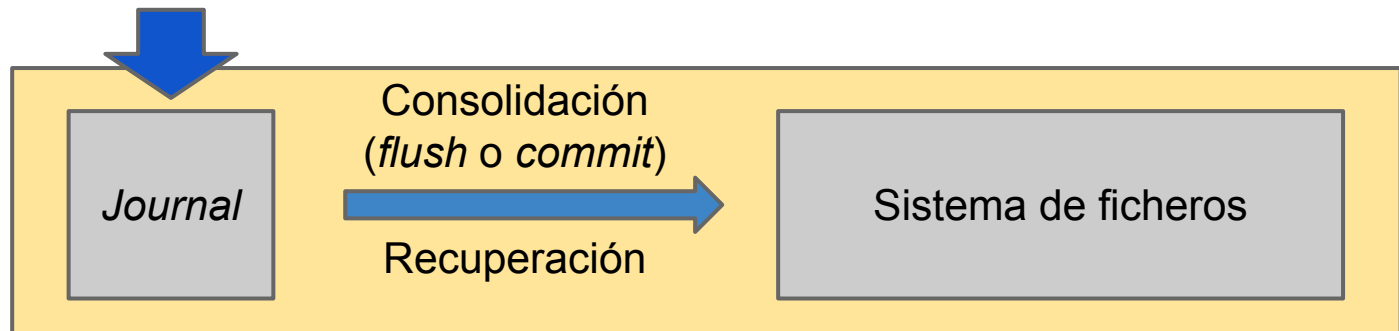 Consolidación
(flush o commit)
Journal
Sistema de ficheros
Recuperación